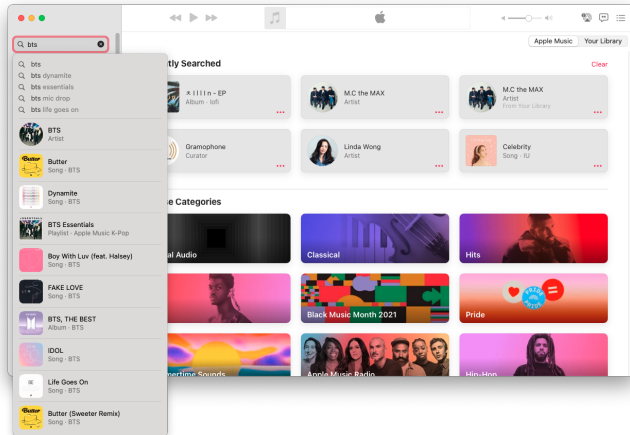 bts
Apple Music
Your Library
bts
bts dynamite
bts essentials
bts mic drop
bts life goes on
BTS
Artist
Butter
Song · BTS
Dynamite
Song · BTS
BTS Essentials
Playlist · Apple Music K-Pop
Boy With Luv (feat. Halsey)
Song · BTS
FAKE LOVE
Song · BTS
BTS, THE BEST
Album · BTS
IDOL
Song · BTS
Life Goes On
Song · BTS
Butter (Sweeter Remix)
Song · BTS
tly Searched
Clear
Album · lofi
M.C the MAX
Artist
M.C the MAX
Artist
From Your Library
Gramophone
Curator
Linda Wong
Artist
Celebrity
Song · IU
se Categories
al Audio
Classical
Hits
Black Music Month 2021
PRIDE
Pride
mertime Sounds
Apple Music Radio
Hip-Hop
Butter
Butter